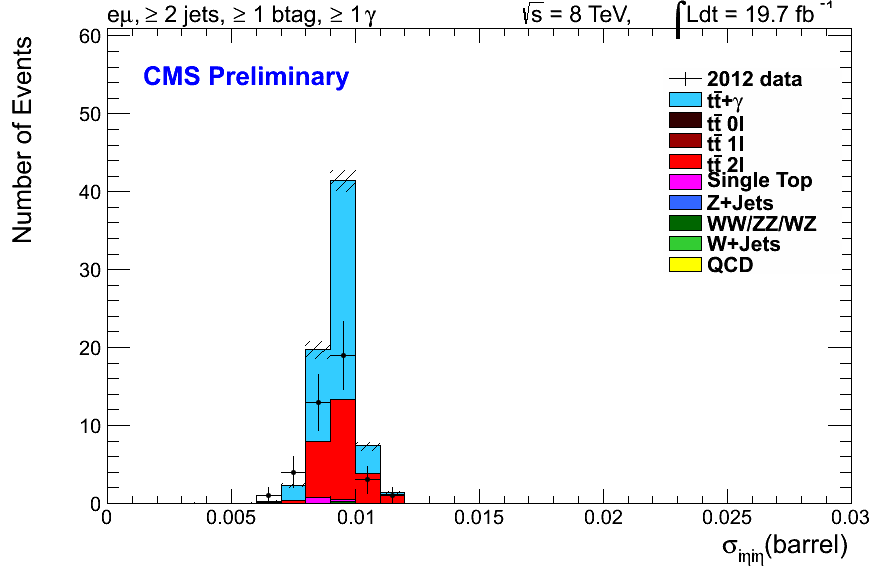 eμ, ≥ 2 jets, ≥ 1 btag, ≥ 1 γ
√s = 8 TeV, ∫Ldt = 19.7 fb⁻¹
Number of Events
CMS Preliminary
2012 data
tt̄+γ
tt̄ 0l
tt̄ 1l
tt̄ 2l
Single Top
Z+Jets
WW/ZZ/WZ
W+Jets
QCD
60
50
40
30
20
10
0
0 0.005 0.01 0.015 0.02 0.025 0.03
σiηiη(barrel)